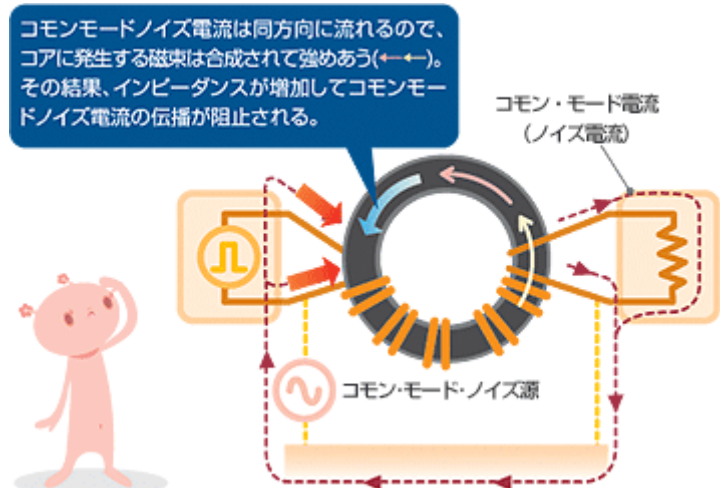 コモンモードノイズ電流は同方向に流れるので、
コアに発生する磁束は合成されて強めあう(←←)。
その結果、インピーダンスが増加してコモンモー
ドノイズ電流の伝播が阻止される。
コモン・モード電流
（ノイズ電流）
コモン・モード・ノイズ源